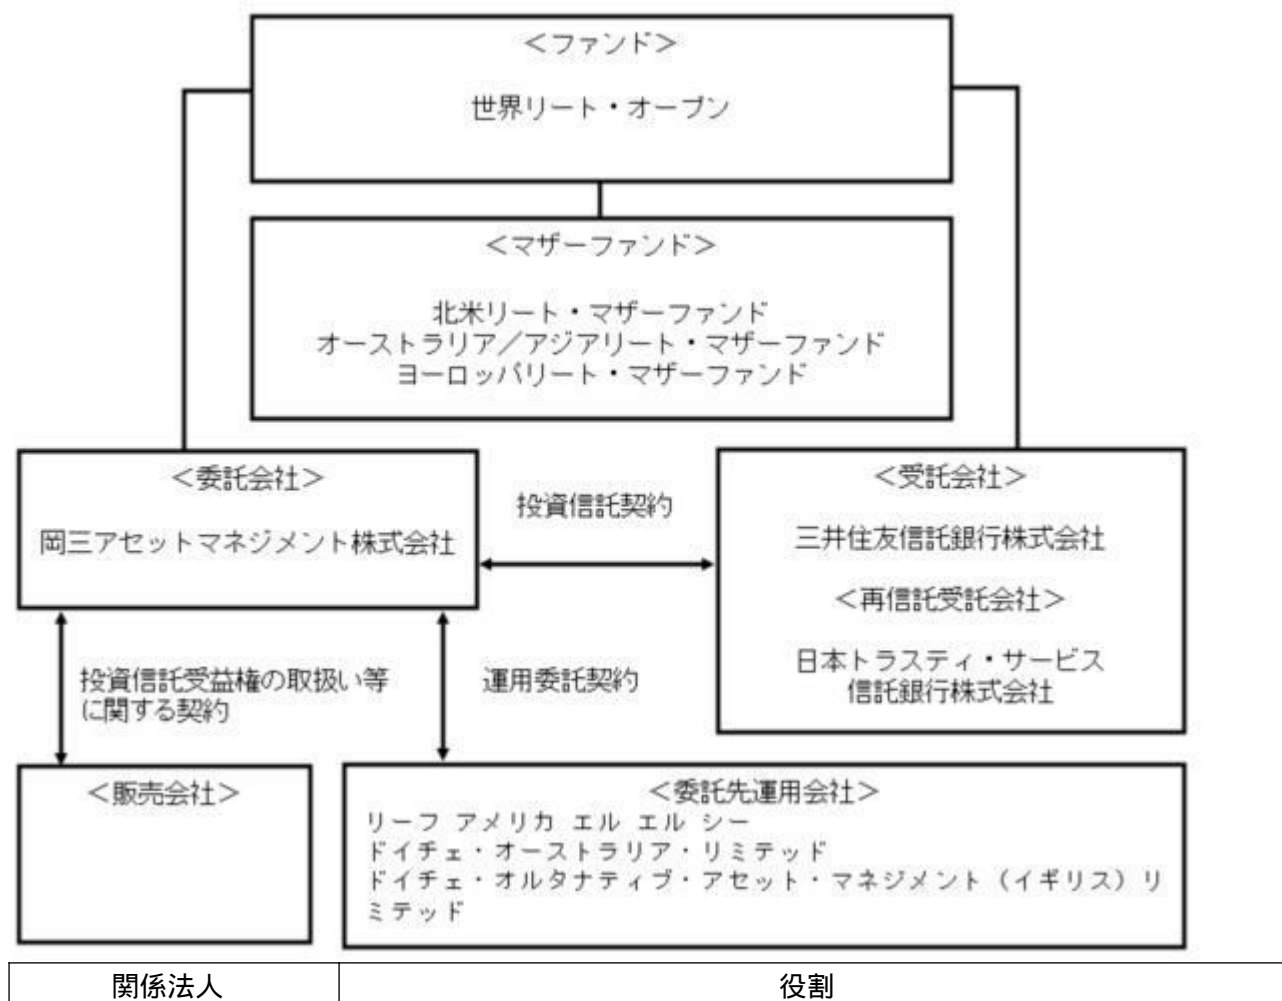 ＜ファンド＞
世界リート・オープン
＜マザーファンド＞
北米リート・マザーファンド
オーストラリア／アジアリート・マザーファンド
ヨーロッパリート・マザーファンド
＜委託会社＞
岡三アセットマネジメント株式会社
投資信託契約
＜受託会社＞
三井住友信託銀行株式会社
＜再信託受託会社＞
日本トラスティ・サービス
信託銀行株式会社
投資信託受益権の取扱い等
に関する契約
運用委託契約
＜販売会社＞
＜委託先運用会社＞
リーフ アメリカ エル エル シー
ドイチェ・オーストラリア・リミテッド
ドイチェ・オルタナティブ・アセット・マネジメント（イギリス）リ
ミテッド
関係法人
役割